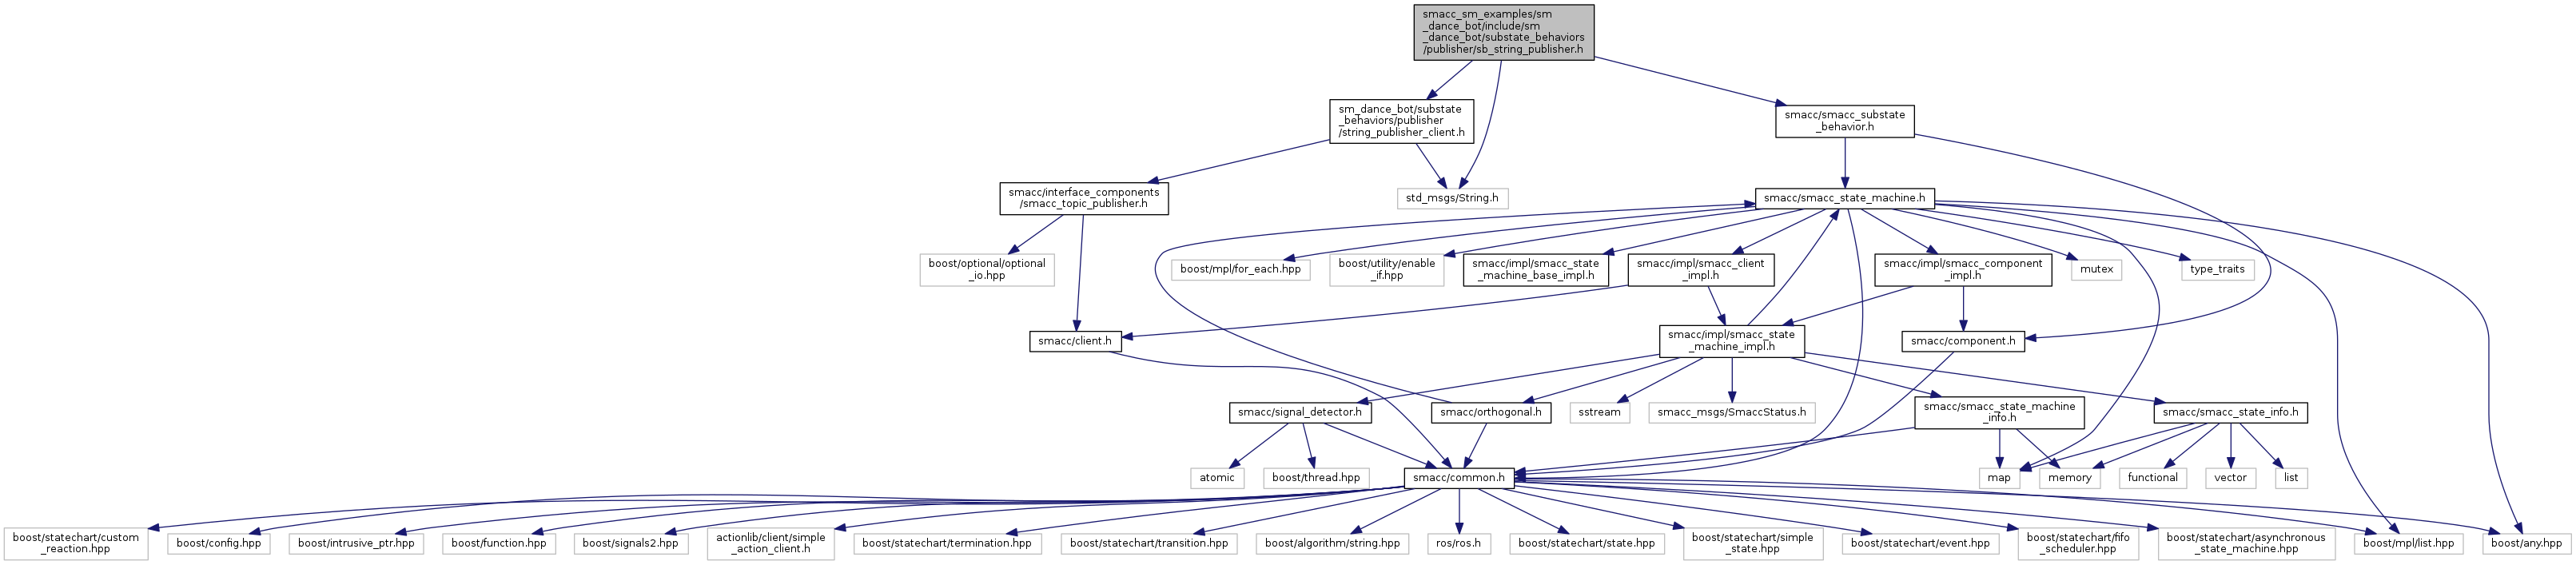 smacc_sm_examples/sm
_dance_bot/include/sm
_dance_bot/substate_behaviors
/publisher/sb_string_publisher.h
sm_dance_bot/substate
_behaviors/publisher
/string_publisher_client.h
smacc/smacc_substate
_behavior.h
smacc/interface_components
/smacc_topic_publisher.h
std_msgs/String.h
smacc/smacc_state_machine.h
boost/optional/optional
_io.hpp
boost/mpl/for_each.hpp
boost/utility/enable
_if.hpp
smacc/impl/smacc_state
_machine_base_impl.h
smacc/impl/smacc_client
_impl.h
smacc/impl/smacc_component
_impl.h
mutex
type_traits
smacc/client.h
smacc/impl/smacc_state
_machine_impl.h
smacc/component.h
smacc/signal_detector.h
smacc/orthogonal.h
sstream
smacc_msgs/SmaccStatus.h
smacc/smacc_state_machine
_info.h
smacc/smacc_state_info.h
atomic
boost/thread.hpp
smacc/common.h
map
memory
functional
vector
list
boost/statechart/custom
_reaction.hpp
boost/config.hpp
boost/intrusive_ptr.hpp
boost/function.hpp
boost/signals2.hpp
actionlib/client/simple
_action_client.h
boost/statechart/termination.hpp
boost/statechart/transition.hpp
boost/algorithm/string.hpp
ros/ros.h
boost/statechart/state.hpp
boost/statechart/simple
_state.hpp
boost/statechart/event.hpp
boost/statechart/fifo
_scheduler.hpp
boost/statechart/asynchronous
_state_machine.hpp
boost/mpl/list.hpp
boost/any.hpp